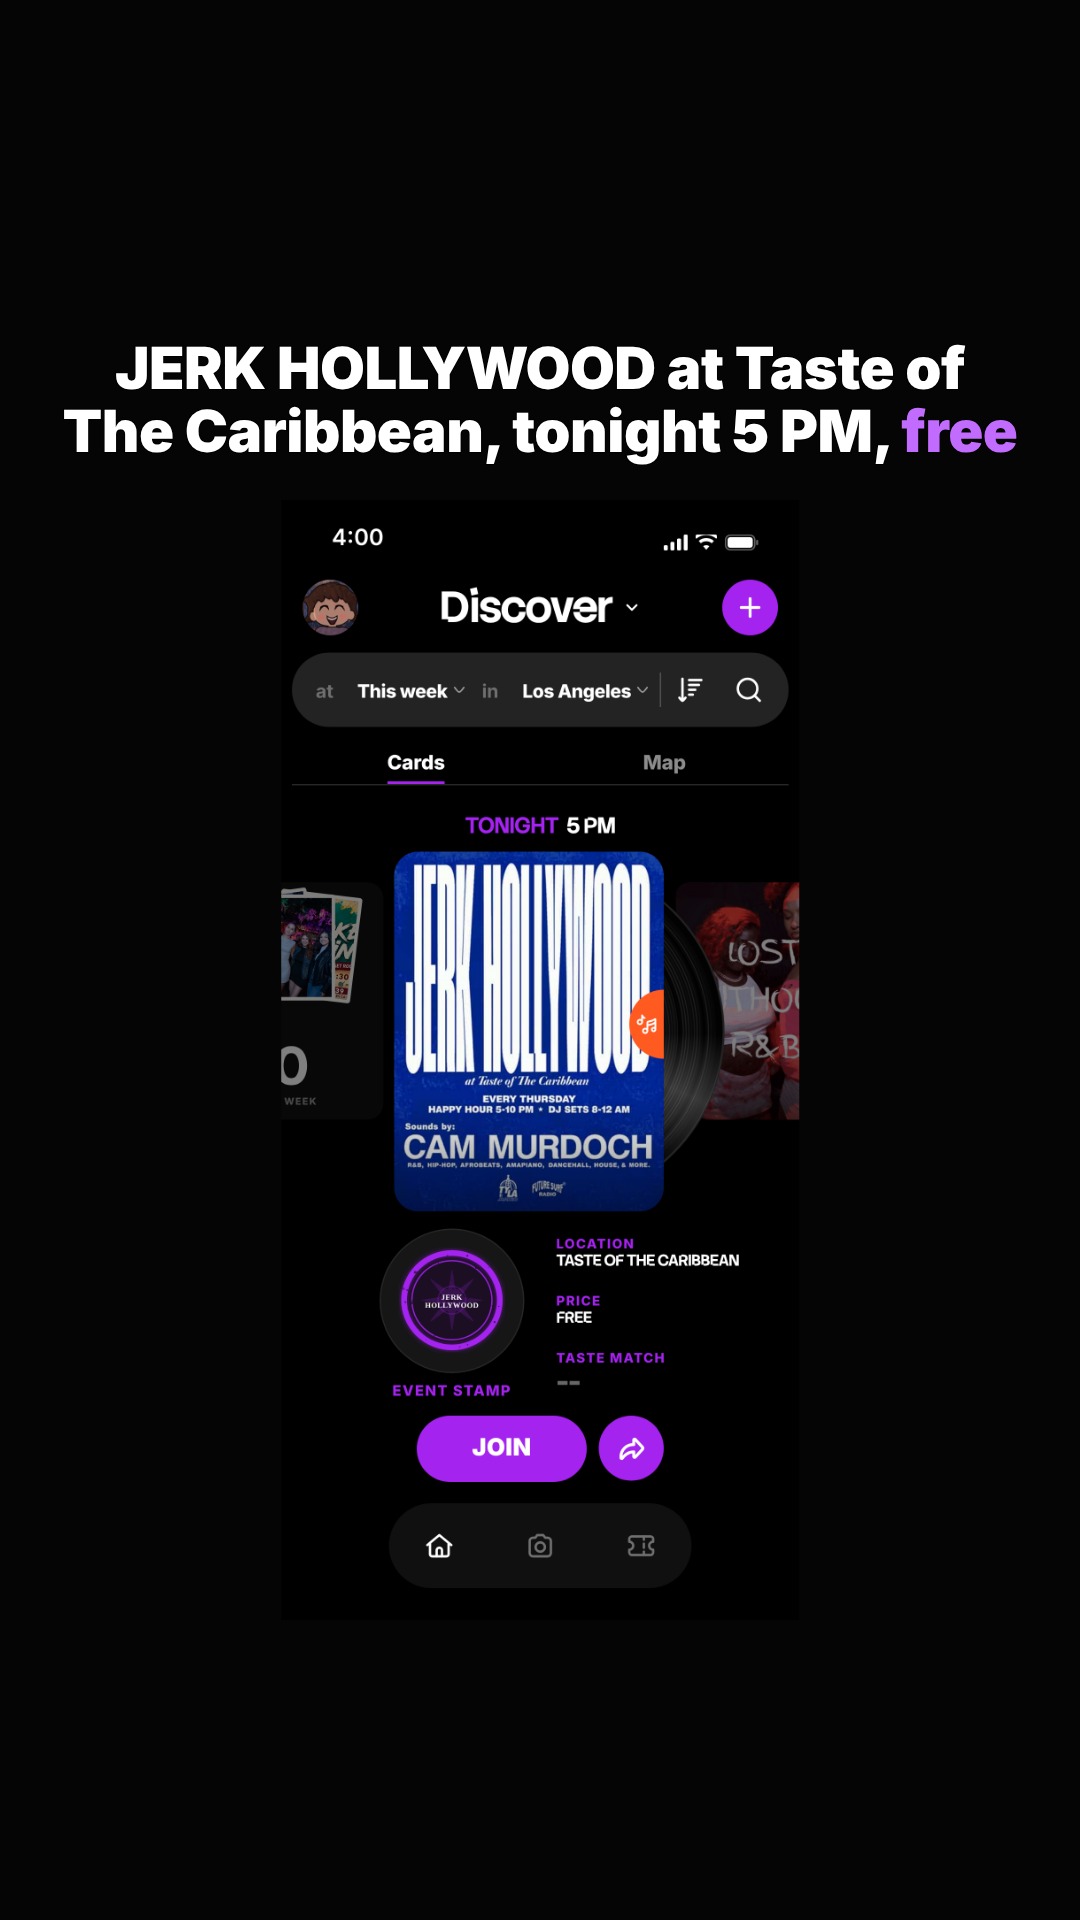 JERK HOLLYWOOD at Taste of
The Caribbean, tonight 5 PM, free
4:00
Discover
at This week in Los Angeles
Cards
Map
TONIGHT 5 PM
JERK HOLLYWOOD
at Taste of The Caribbean
EVERY THURSDAY
HAPPY HOUR 5-10 PM ★ DJ SETS 8-12 AM
Sounds by:
CAM MURDOCH
R&B, HIP-HOP, AFROBEATS, AMAPIANO, DANCEHALL, HOUSE, & MORE.
FUTURE SURF
RADIO
WEEK
LOST
R&B
JERK
HOLLYWOOD
EVENT STAMP
LOCATION
TASTE OF THE CARIBBEAN
PRICE
FREE
TASTE MATCH
--
JOIN